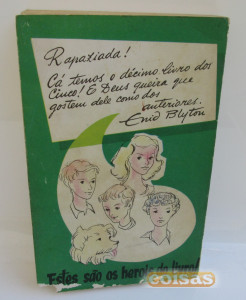 Rapaziada!
Cá temos o décimo livro dos
Cinco! E Deus queira que
gostem dele como dos
anteriores.
Enid Blyton
Estes são os heróis do livro!
coisas